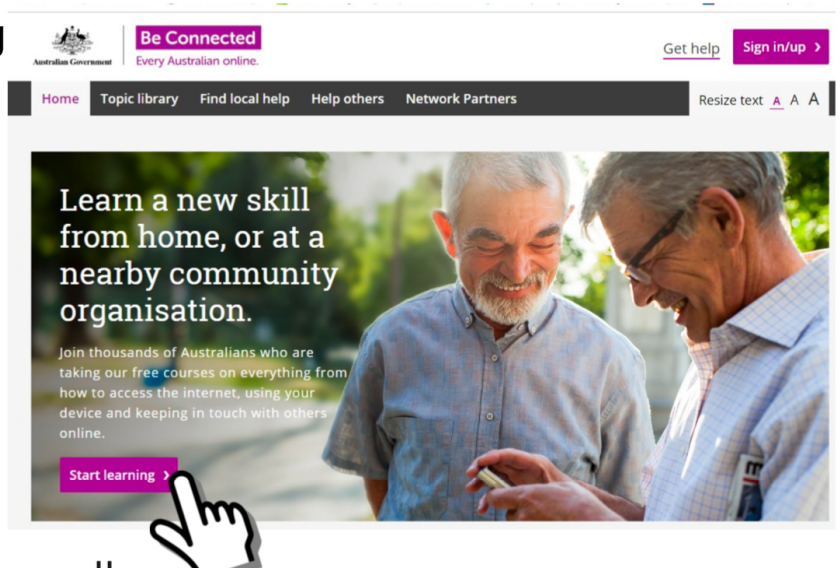 Be Connected
Australian Government
Every Australian online.
Get help
Sign in/up >
Home Topic library Find local help Help others Network Partners
Resize text A A A
Learn a new skill
from home, or at a
nearby community
organisation.
Join thousands of Australians who are
taking our free courses on everything from
how to access the internet, using your
device and keeping in touch with others
online.
Start learning >